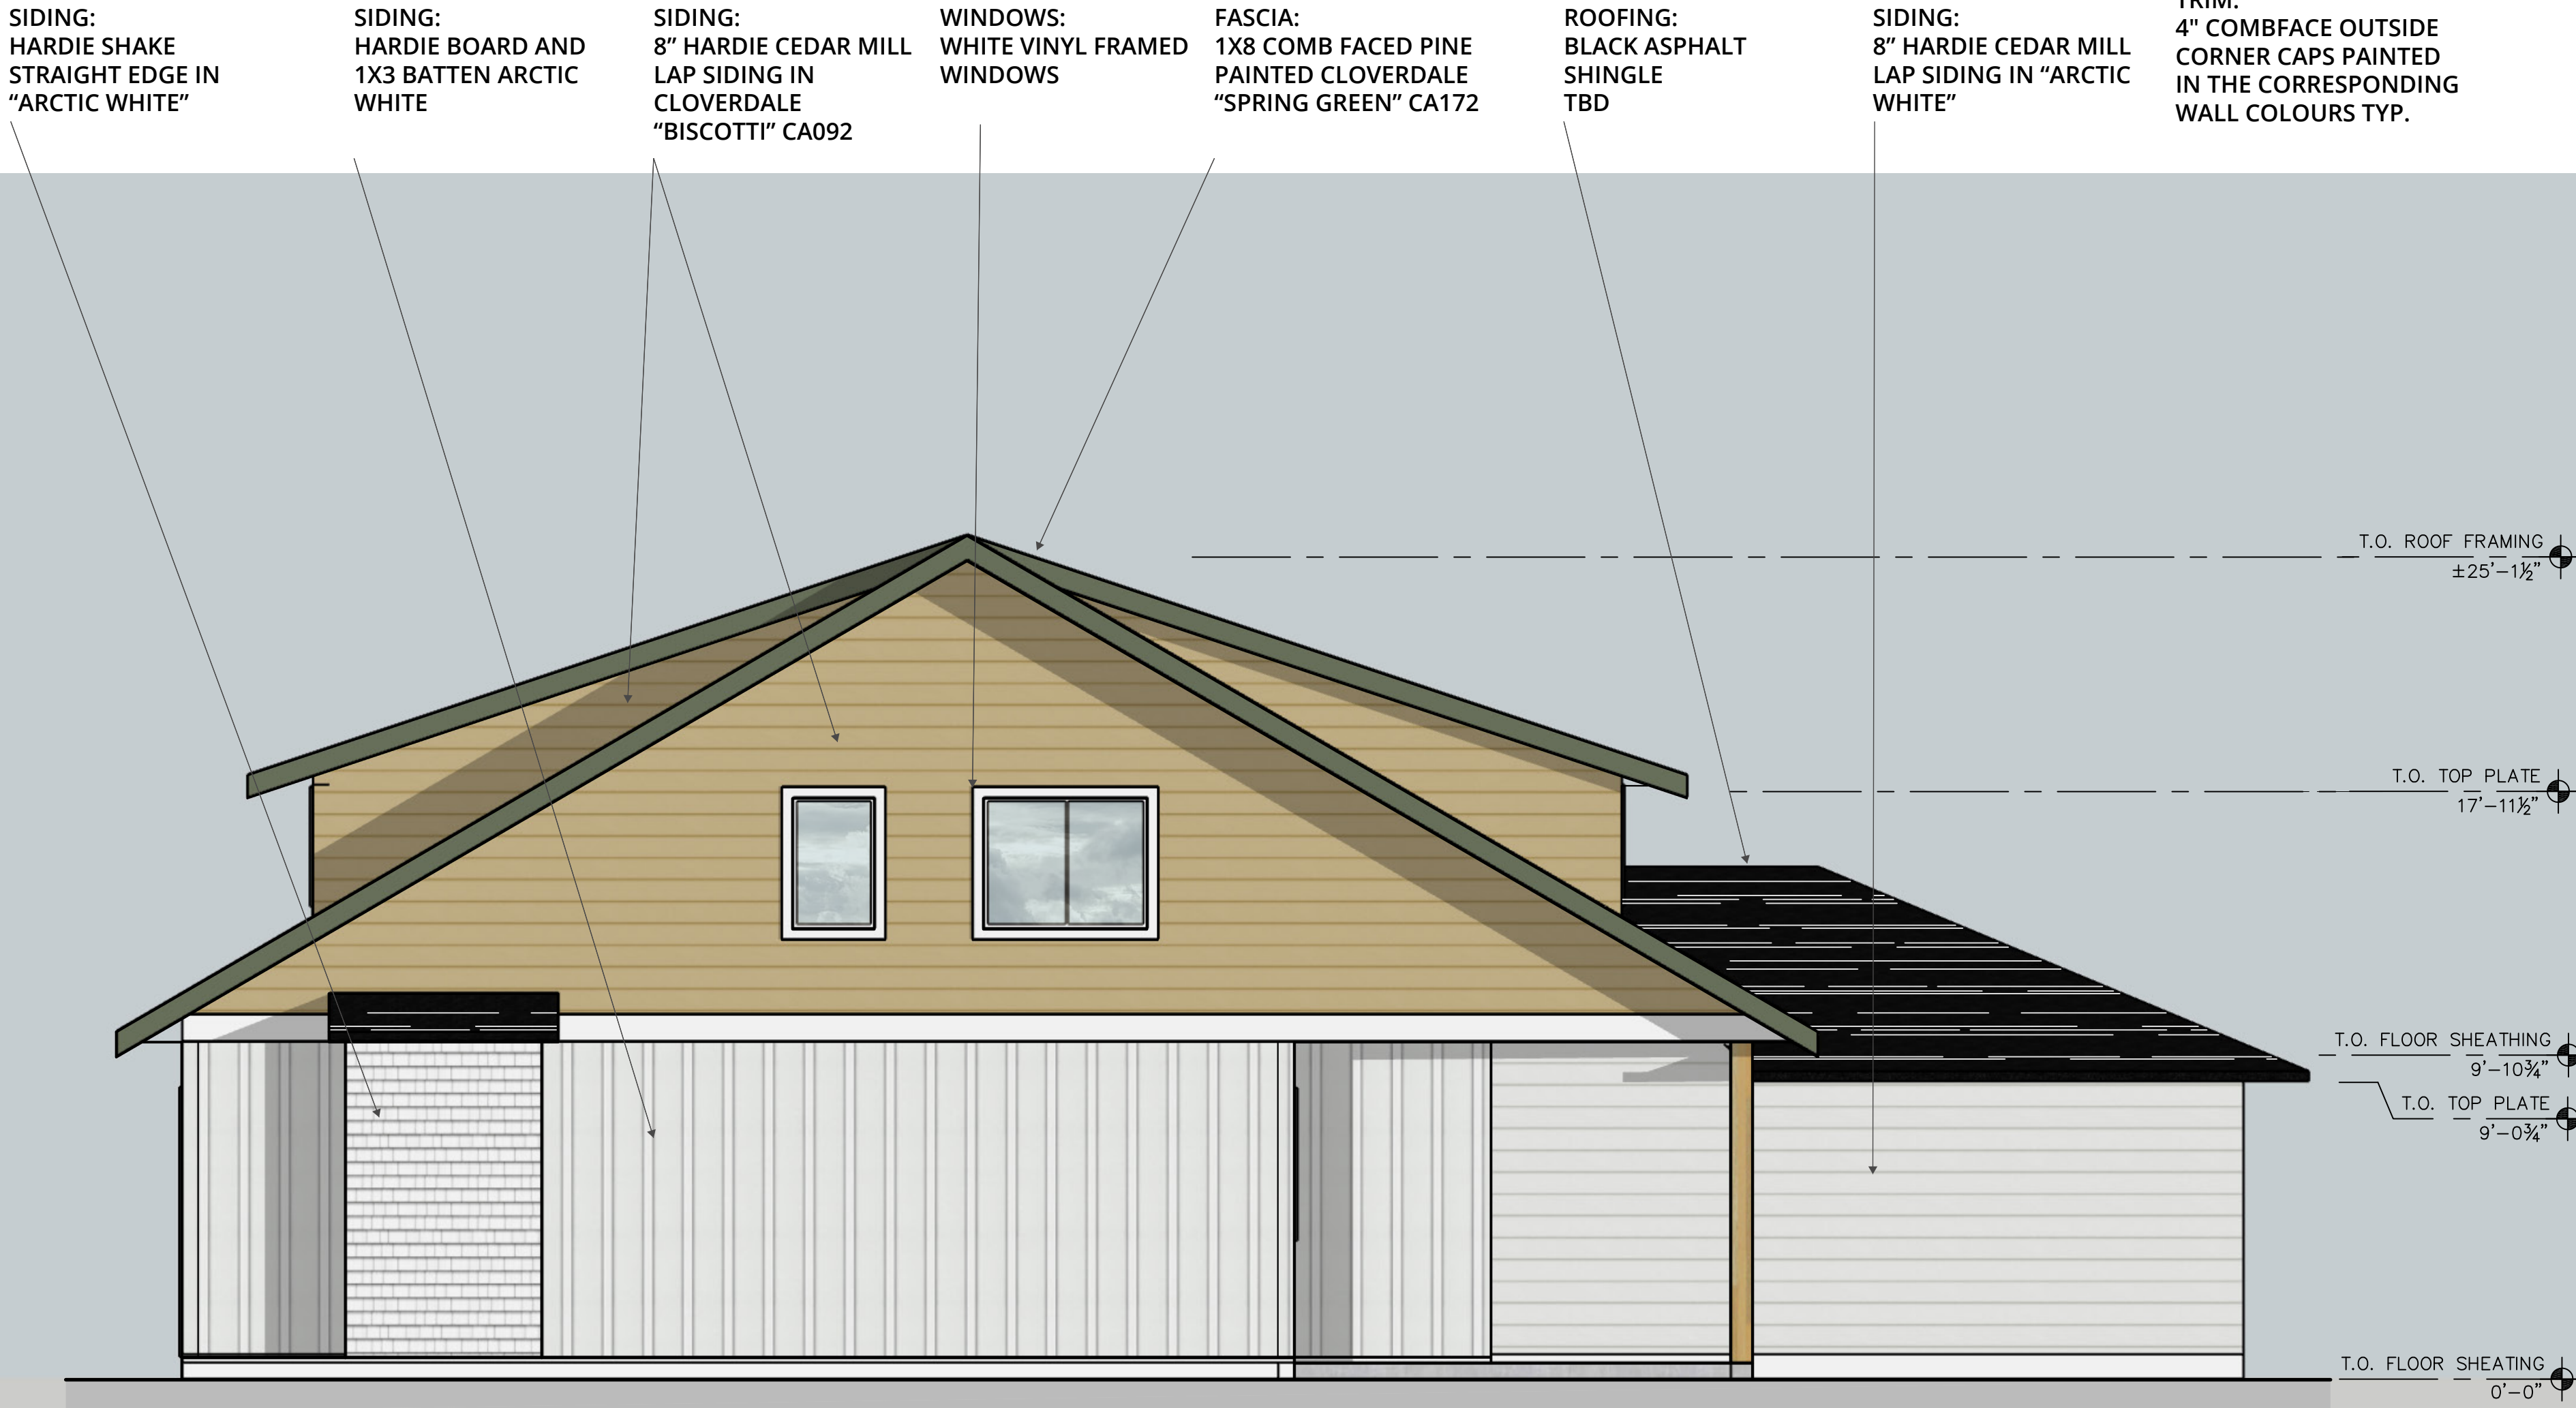 SIDING:
HARDIE SHAKE
STRAIGHT EDGE IN
“ARCTIC WHITE”
SIDING:
HARDIE BOARD AND
1X3 BATTEN ARCTIC
WHITE
SIDING:
8” HARDIE CEDAR MILL
LAP SIDING IN
CLOVERDALE
“BISCOTTI” CA092
WINDOWS:
WHITE VINYL FRAMED
WINDOWS
FASCIA:
1X8 COMB FACED PINE
PAINTED CLOVERDALE
“SPRING GREEN” CA172
ROOFING:
BLACK ASPHALT
SHINGLE
TBD
SIDING:
8” HARDIE CEDAR MILL
LAP SIDING IN “ARCTIC
WHITE”
TRIM:
4" COMBFACE OUTSIDE
CORNER CAPS PAINTED
IN THE CORRESPONDING
WALL COLOURS TYP.
T.O. ROOF FRAMING
±25'-1½"
T.O. TOP PLATE
17'-11½"
T.O. FLOOR SHEATHING
9'-10¾"
T.O. TOP PLATE
9'-0¾"
T.O. FLOOR SHEATING
0'-0"